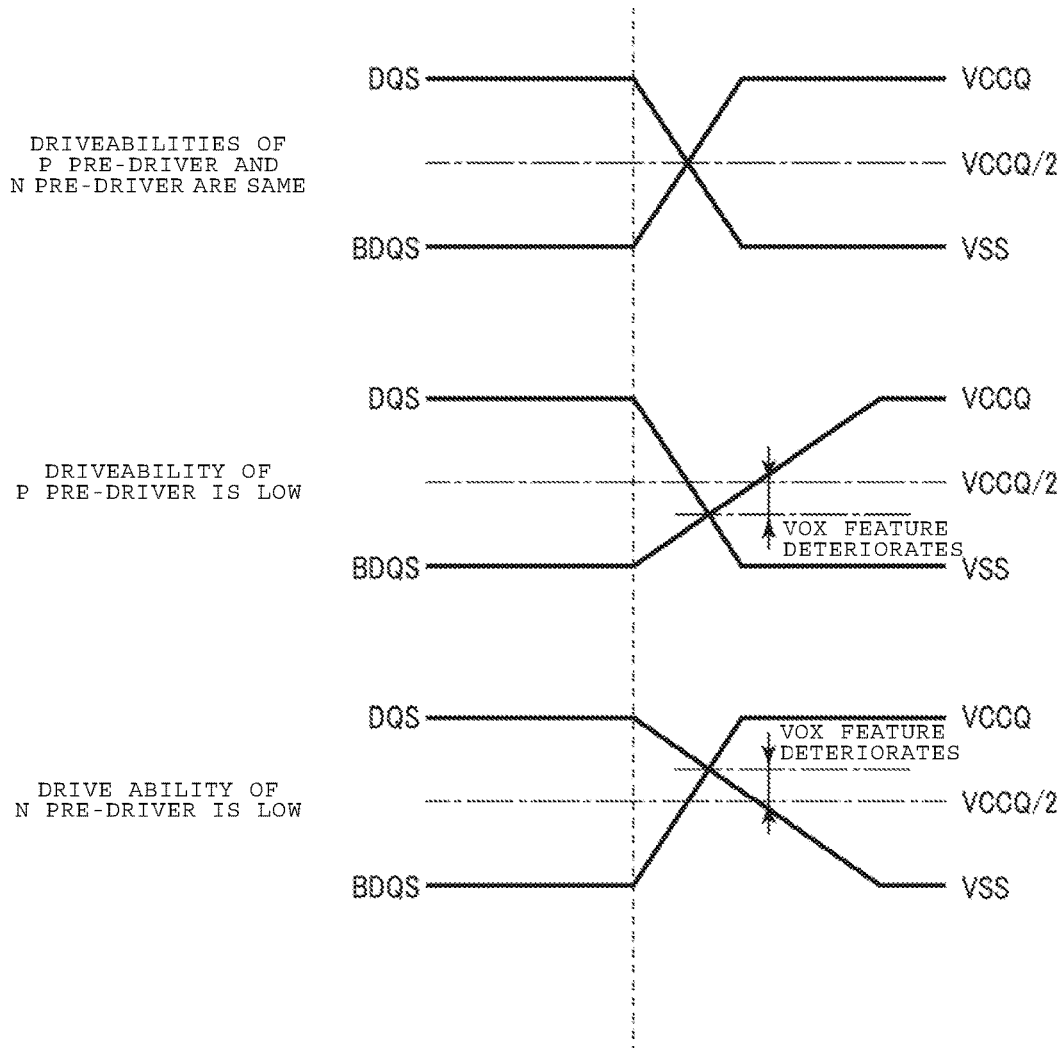 DQS
VCCQ
DRIVEABILITIES OF
P PRE-DRIVER AND
N PRE-DRIVER ARE SAME
VCCQ/2
BDQS
VSS
DQS
VCCQ
DRIVEABILITY OF
P PRE-DRIVER IS LOW
VCCQ/2
VOX FEATURE
DETERIORATES
BDQS
VSS
DQS
VCCQ
VOX FEATURE
DETERIORATES
DRIVE ABILITY OF
N PRE-DRIVER IS LOW
VCCQ/2
BDQS
VSS